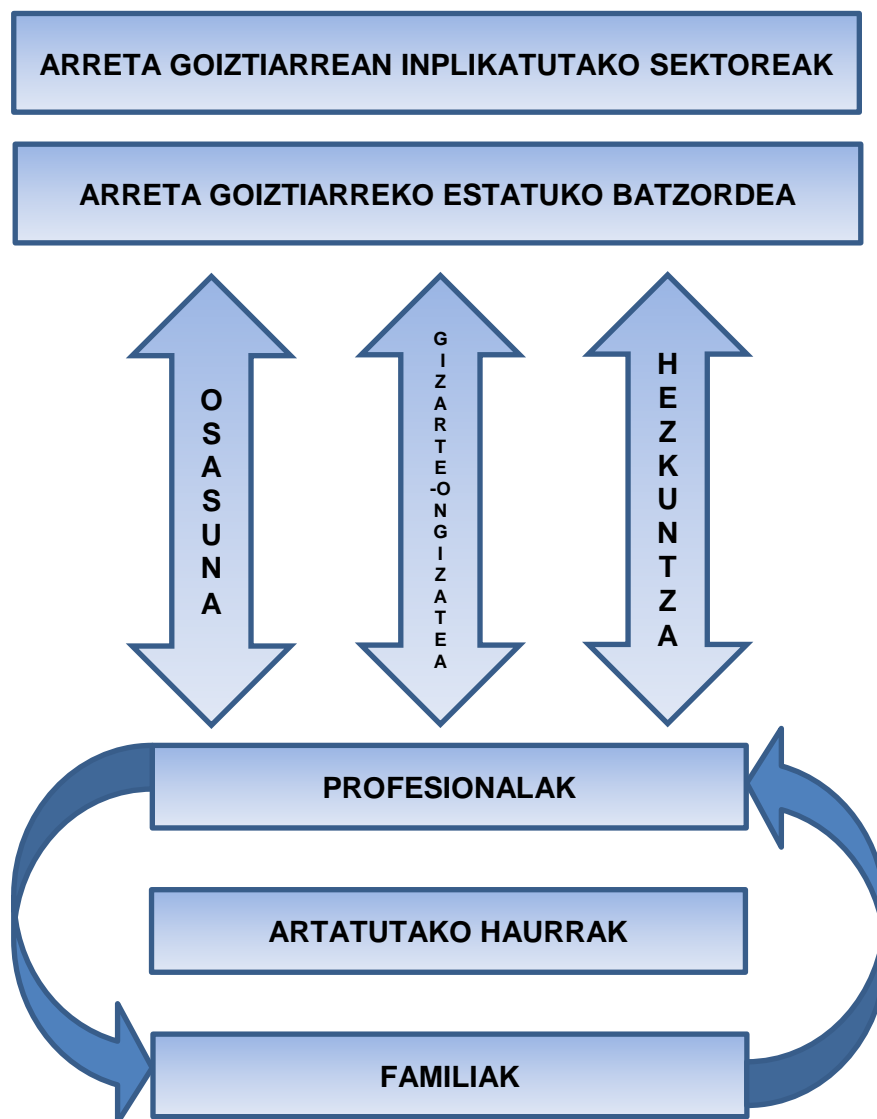 ARRETA GOIZTIARREAN INPLIKATUTAKO SEKTOREAK
ARRETA GOIZTIARREKO ESTATUKO BATZORDEA
OSASUNA
GIZARTE-ONGIZATEA
HEZKUNTZA
PROFESIONALAK
ARTATUTAKO HAURRAK
FAMILIAK